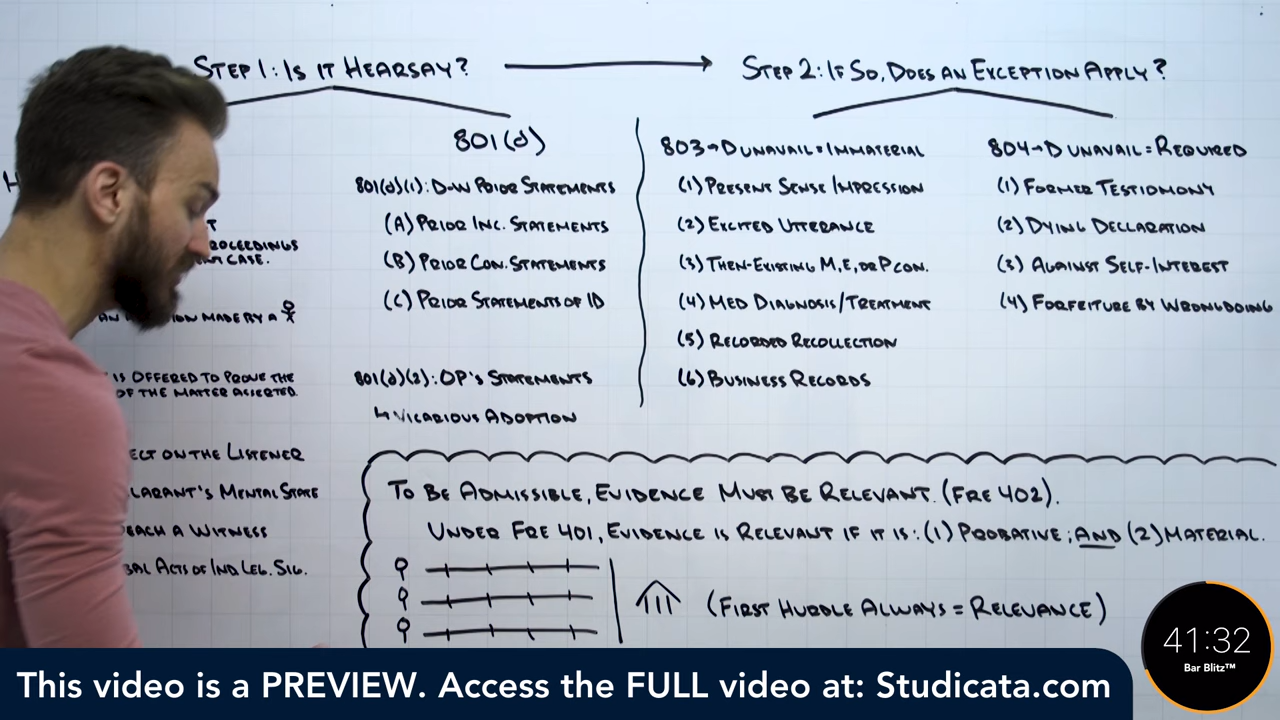 STEP 1: IS IT HEARSAY?
STEP 2: IF SO, DOES AN EXCEPTION APPLY?
PROCEEDINGS
CASE.
MADE BY A
IS OFFERED TO PROVE THE
OF THE MATTER ASSERTED.
ON THE LISTENER
MENTAL STATE
A WITNESS
ACTS OF IND. LEG. SIG.
801(d)
801(d)(1): D-W PRIOR STATEMENTS
(A) PRIOR INC. STATEMENTS
(B) PRIOR CON. STATEMENTS
(C) PRIOR STATEMENTS OF ID
801(d)(2): OP'S STATEMENTS
↳ VICARIOUS ADOPTION
803→D UNAVAIL = IMMATERIAL
(1) PRESENT SENSE IMPRESSION
(2) EXCITED UTTERANCE
(3) THEN-EXISTING M, E, OR P CON.
(4) MED DIAGNOSIS/TREATMENT
(5) RECORDED RECOLLECTION
(6) BUSINESS RECORDS
804→D UNAVAIL = REQUIRED
(1) FORMER TESTIOMONY
(2) DYING DECLARATION
(3) AGAINST SELF-INTEREST
(4) FORFEITURE BY WRONGDOING
TO BE ADMISSIBLE, EVIDENCE MUST BE RELEVANT. (FRE 402).
UNDER FRE 401, EVIDENCE IS RELEVANT IF IT IS: (1) PROBATIVE; AND (2) MATERIAL.
(FIRST HURDLE ALWAYS = RELEVANCE)
41:32
Bar Blitz™
This video is a PREVIEW. Access the FULL video at: Studicata.com